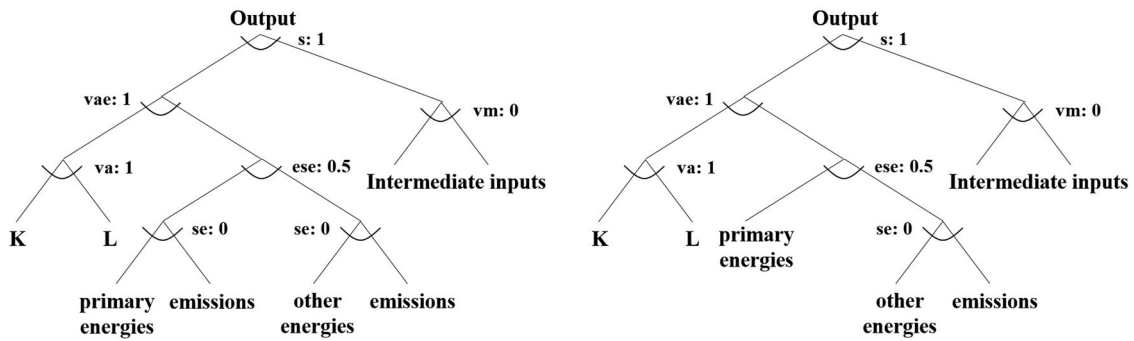 Output
s: 1
vae: 1
vm: 0
va: 1
ese: 0.5
Intermediate inputs
K
L
se: 0
se: 0
primary
energies
emissions
other
energies
emissions
Output
s: 1
vae: 1
vm: 0
va: 1
ese: 0.5
Intermediate inputs
K
L
primary
energies
se: 0
other
energies
emissions